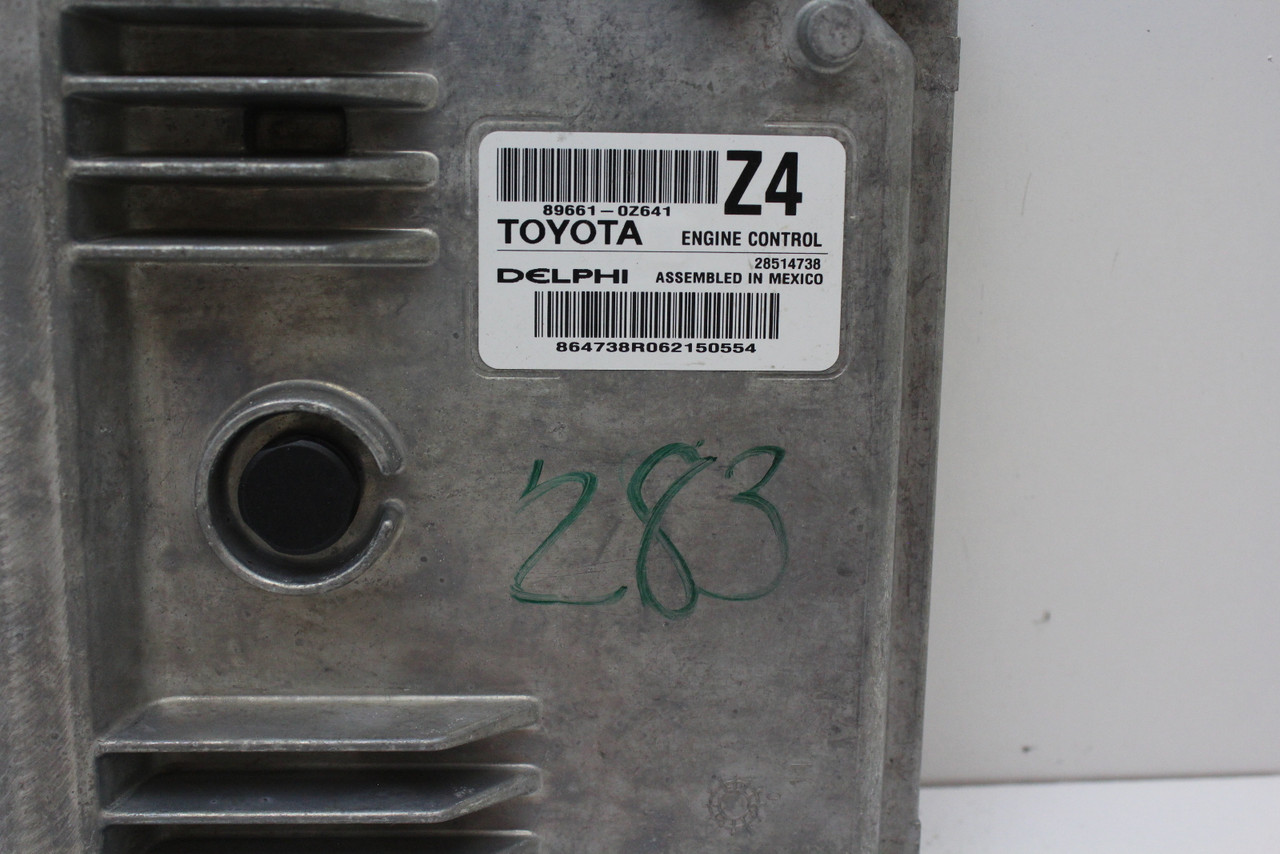 Z4
89661-0Z641
TOYOTA ENGINE CONTROL
28514738
DELPHI ASSEMBLED IN MEXICO
864738R062150554
283